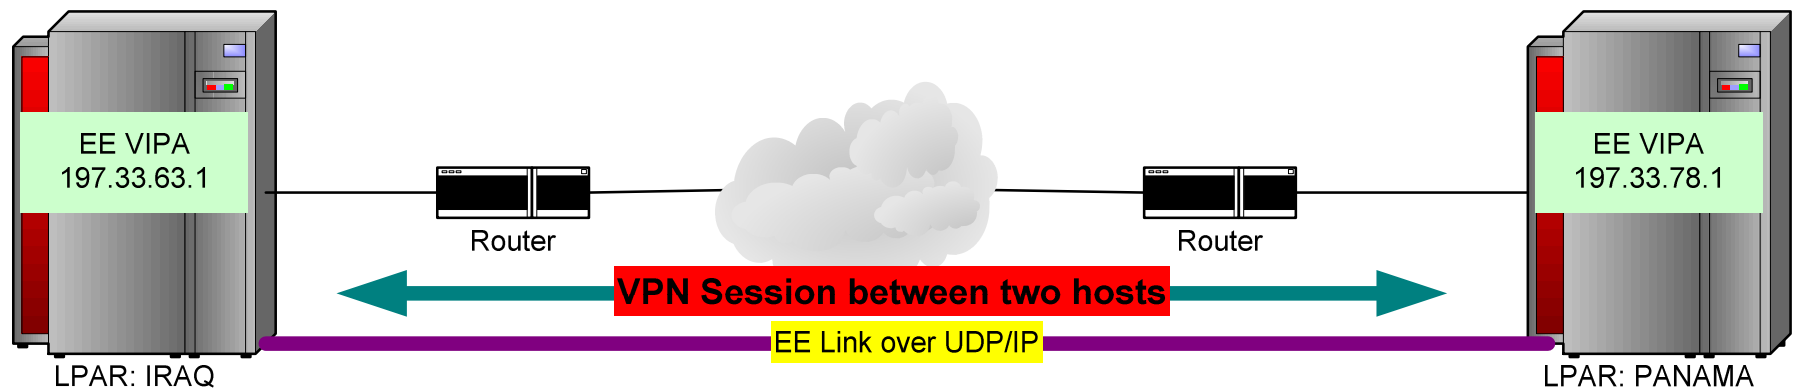 EE VIPA
197.33.63.1
EE VIPA
197.33.78.1
Router
Router
VPN Session between two hosts
EE Link over UDP/IP
LPAR: IRAQ
LPAR: PANAMA